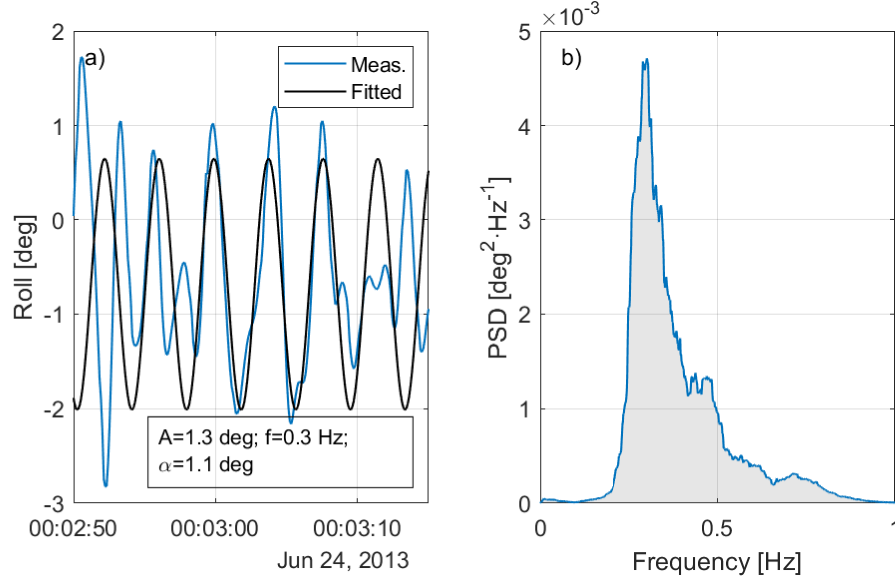 a)
Meas.
Fitted
2
1
0
-1
-2
-3
Roll [deg]
A=1.3 deg; f=0.3 Hz;
α=1.1 deg
00:02:50 00:03:00 00:03:10
Jun 24, 2013
×10⁻³
b)
5
4
3
2
1
0
PSD [deg²·Hz⁻¹]
0 0.5 1
Frequency [Hz]